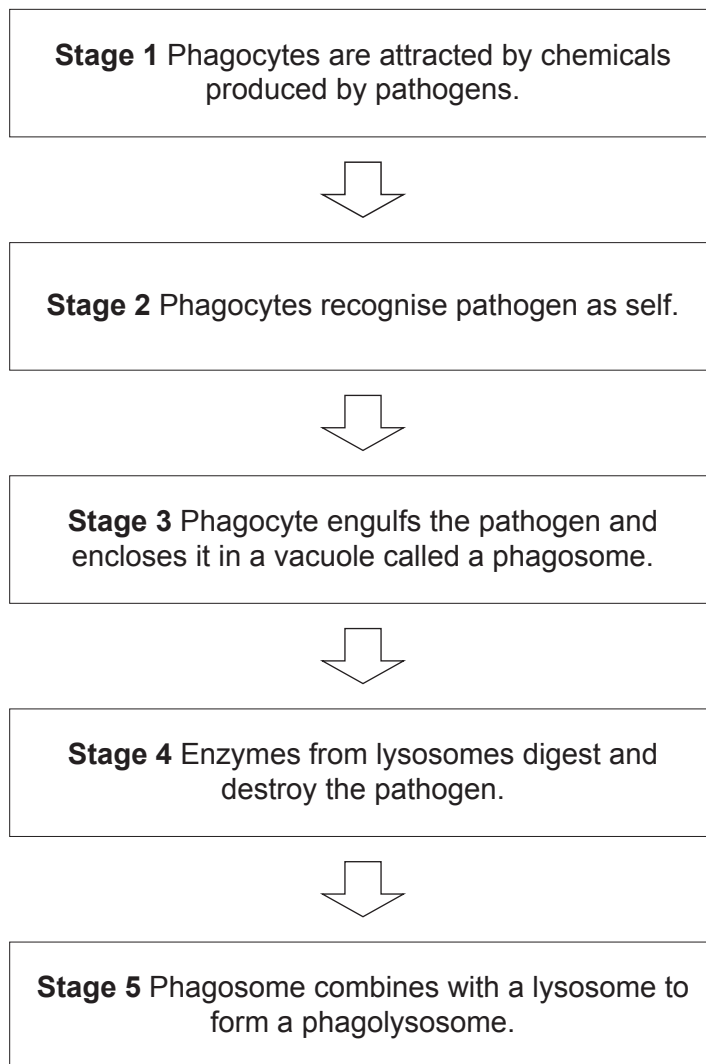 Stage 1 Phagocytes are attracted by chemicals
produced by pathogens.
Stage 2 Phagocytes recognise pathogen as self.
Stage 3 Phagocyte engulfs the pathogen and
encloses it in a vacuole called a phagosome.
Stage 4 Enzymes from lysosomes digest and
destroy the pathogen.
Stage 5 Phagosome combines with a lysosome to
form a phagolysosome.